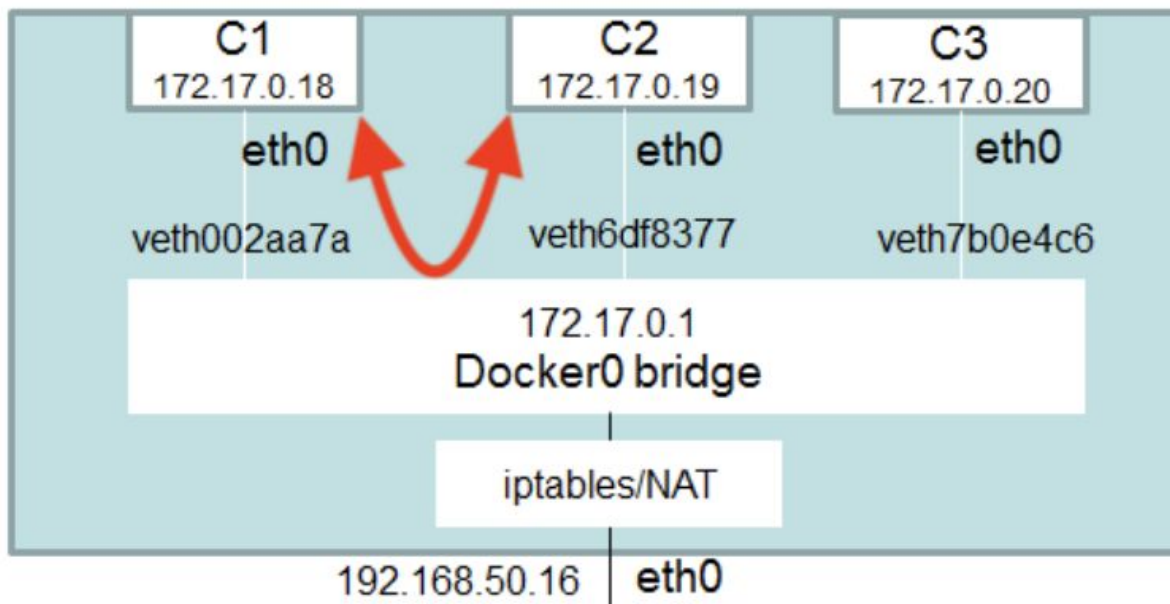 C1
172.17.0.18
C2
172.17.0.19
C3
172.17.0.20
eth0
eth0
eth0
veth002aa7a
veth6df8377
veth7b0e4c6
172.17.0.1
Docker0 bridge
iptables/NAT
192.168.50.16
eth0